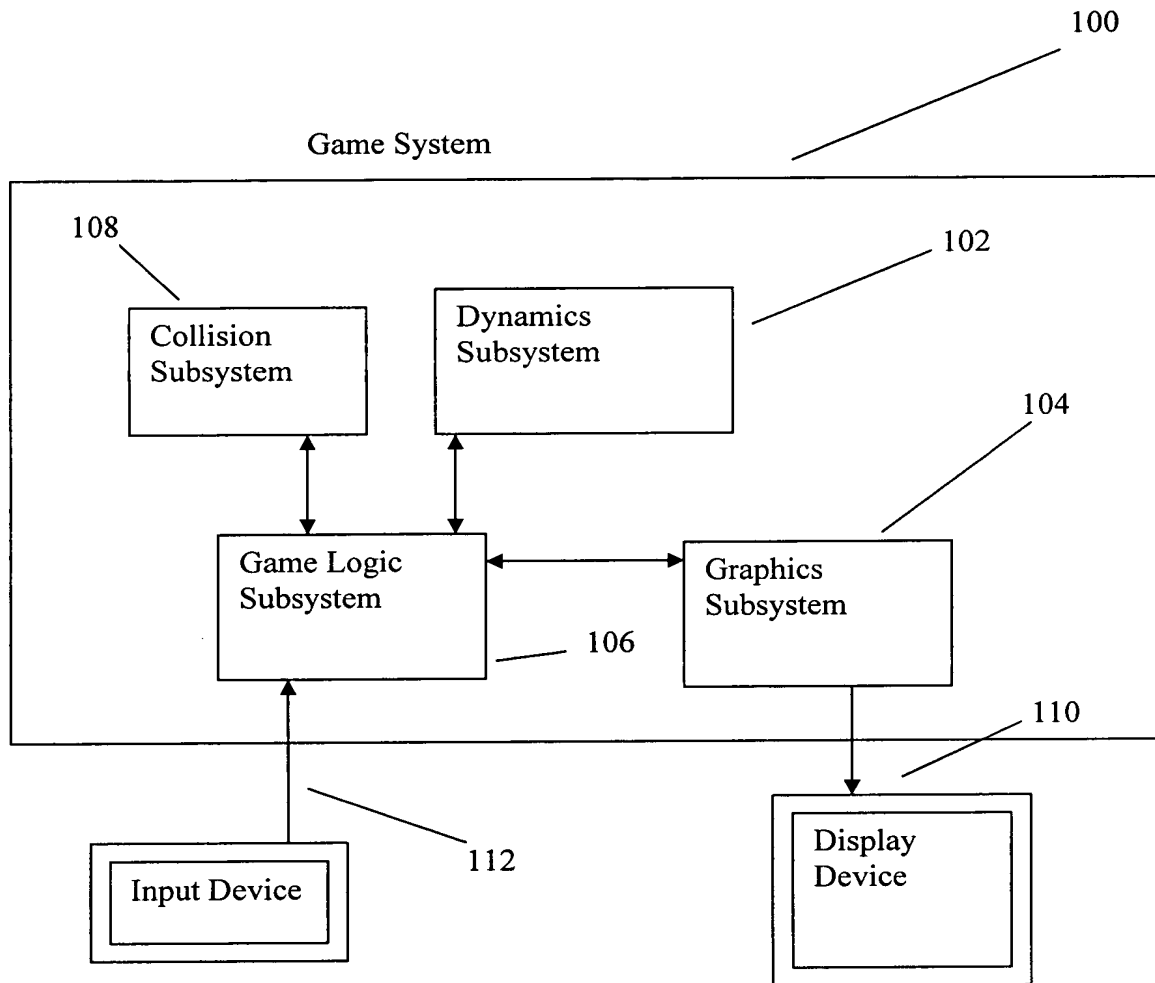 100
Game System
108
102
Collision
Subsystem
Dynamics
Subsystem
104
Game Logic
Subsystem
Graphics
Subsystem
106
110
112
Input Device
Display
Device